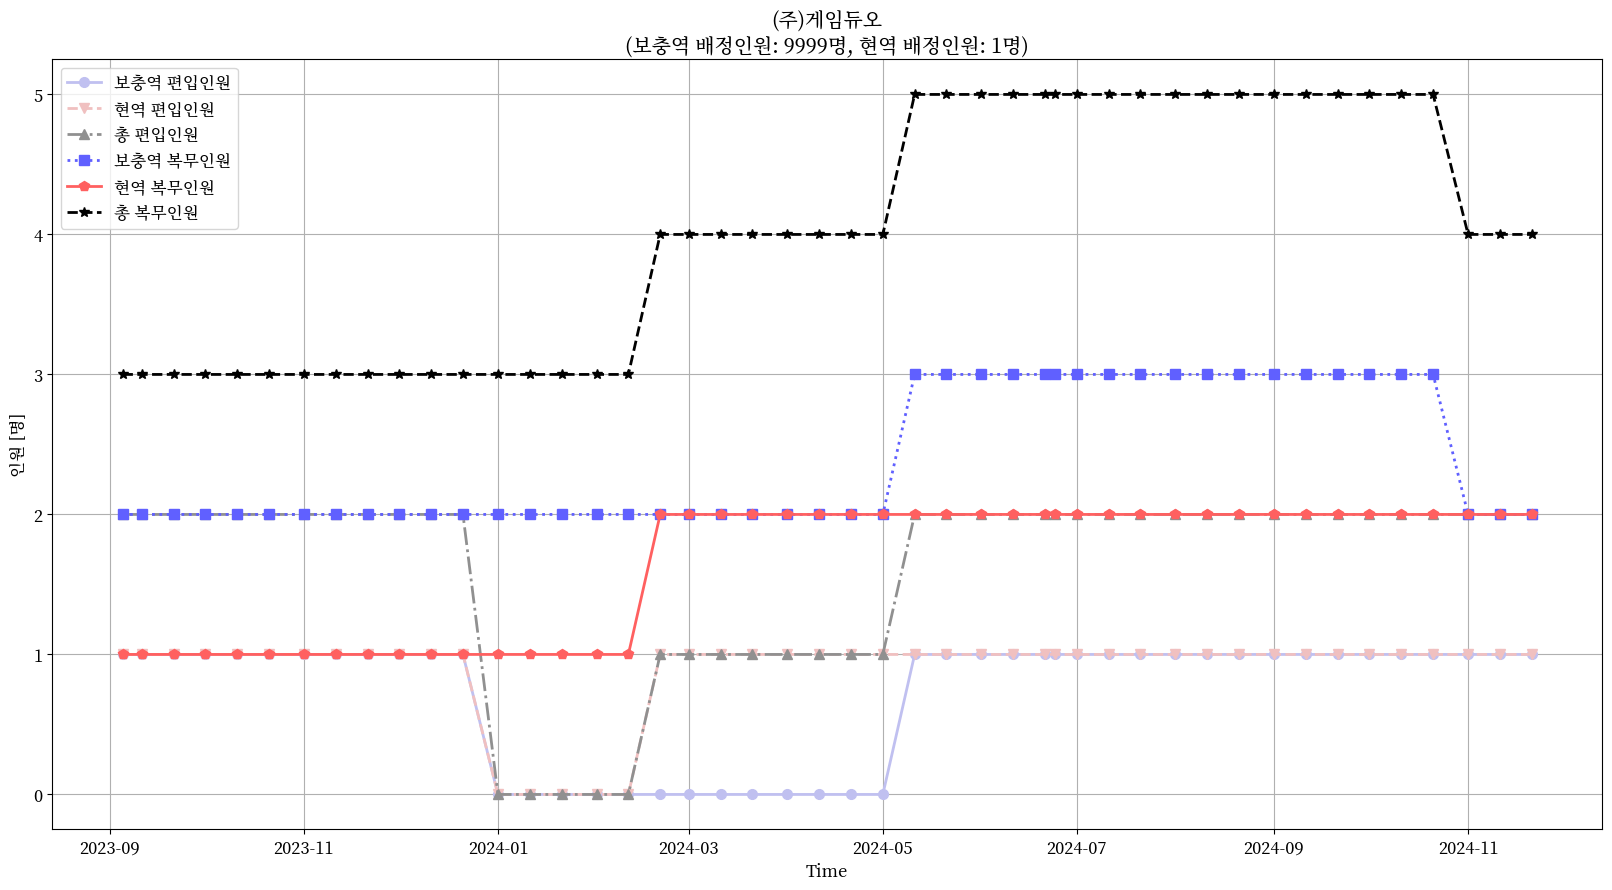 (주)게임듀오
(보충역 배정인원: 9999명, 현역 배정인원: 1명)
보충역 편입인원
현역 편입인원
총 편입인원
보충역 복무인원
현역 복무인원
총 복무인원
인원 [명]
5
4
3
2
1
0
2023-09 2023-11 2024-01 2024-03 2024-05 2024-07 2024-09 2024-11
Time